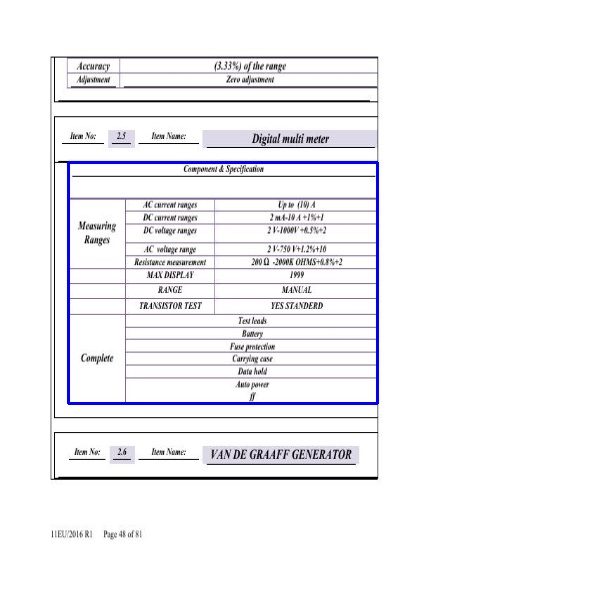 Accuracy (3.33%) of the range
Adjustment Zero adjustment
Item No: 2.5 Item Name: Digital multi meter
Component & Specification
Measuring Ranges
AC current ranges Up to (10) A
DC current ranges 2 mA-10 A +1%+1
DC voltage ranges 2 V-1000V +0.5%+2
AC voltage range 2 V-750 V+1.2%+10
Resistance measurement 200 Ω -2000K OHMS+0.8%+2
MAX DISPLAY 1999
RANGE MANUAL
TRANSISTOR TEST YES STANDERD
Complete
Test leads
Battery
Fuse protection
Carrying case
Data hold
Auto power
ff
Item No: 2.6 Item Name: VAN DE GRAAFF GENERATOR
11EU/2016 R1 Page 48 of 81